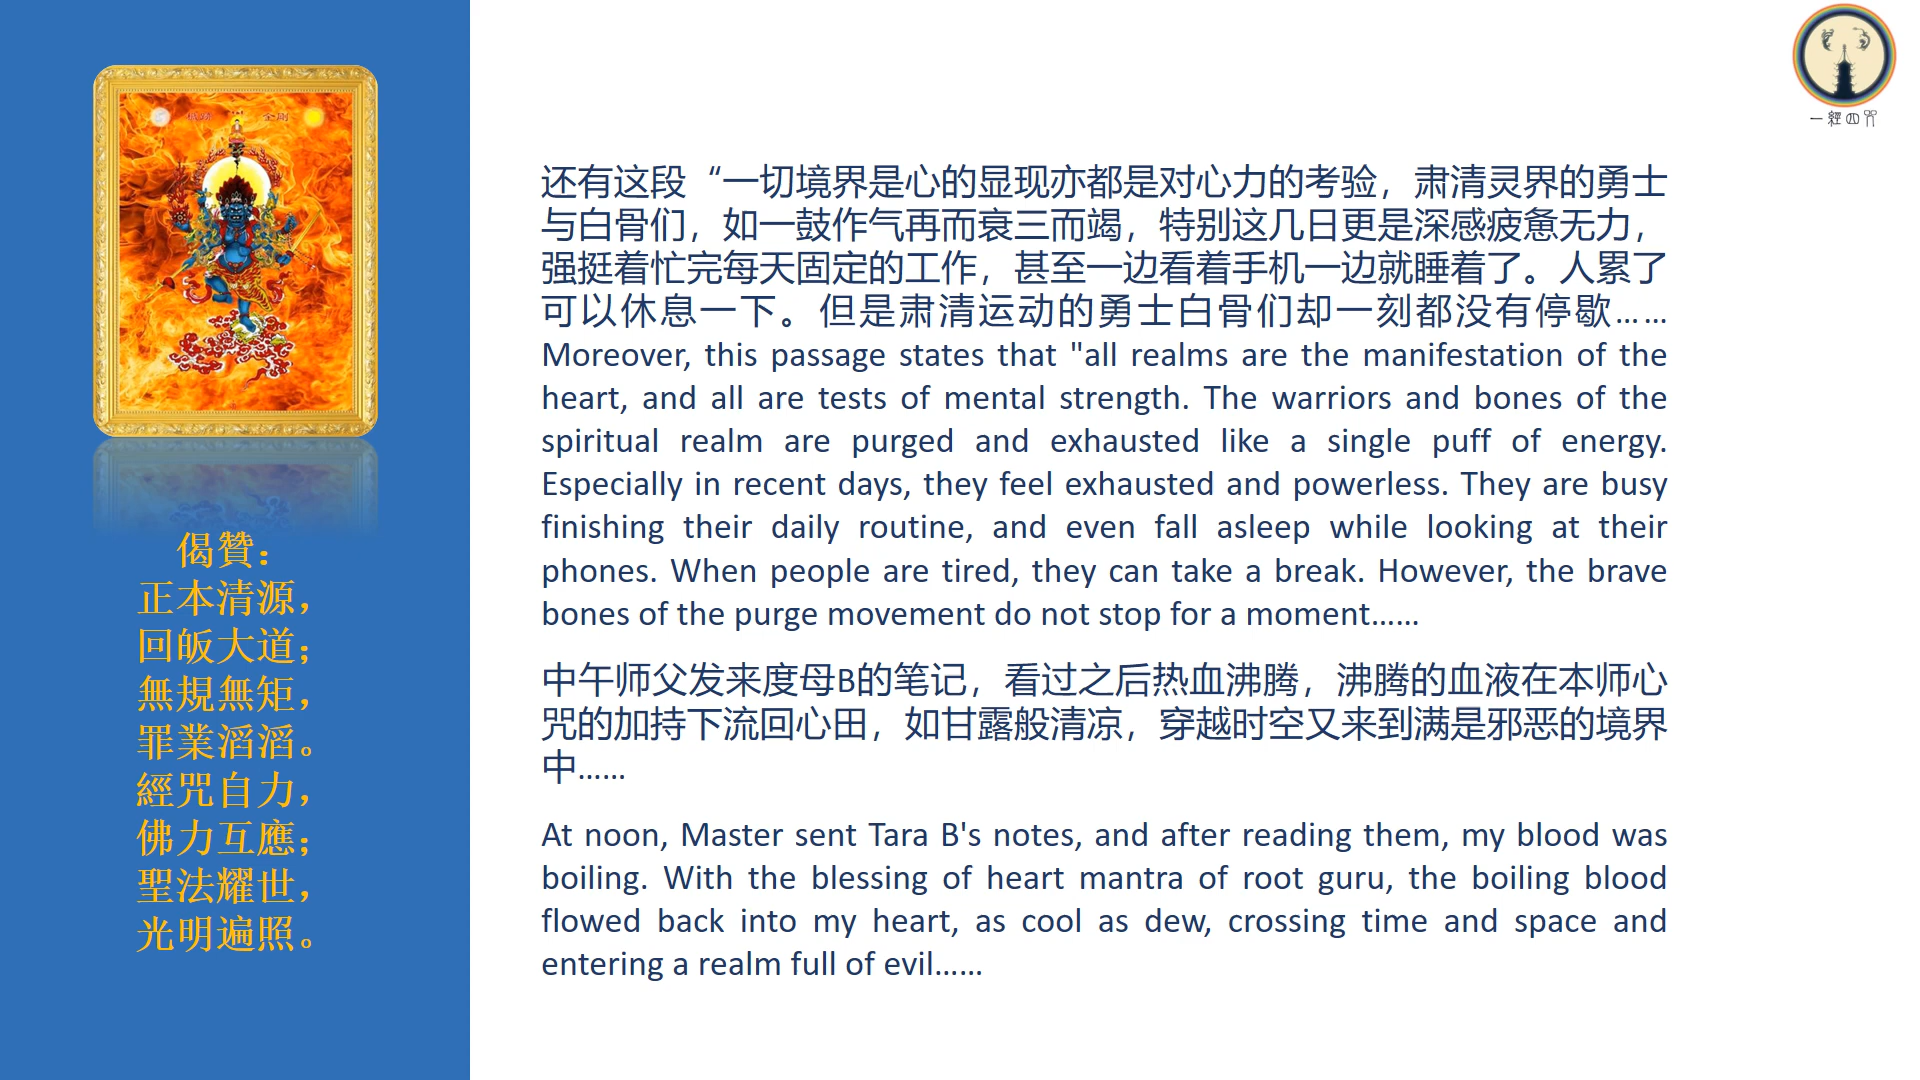 偈贊：
正本清源，
回皈大道；
無規無矩，
罪業滔滔。
經咒自力，
佛力互應；
聖法耀世，
光明遍照。
一經四咒
还有这段“一切境界是心的显现亦都是对心力的考验，肃清灵界的勇士
与白骨们，如一鼓作气再而衰三而竭，特别这几日更是深感疲惫无力，
强挺着忙完每天固定的工作，甚至一边看着手机一边就睡着了。人累了
可以休息一下。但是肃清运动的勇士白骨们却一刻都没有停歇……
Moreover, this passage states that "all realms are the manifestation of the
heart, and all are tests of mental strength. The warriors and bones of the
spiritual realm are purged and exhausted like a single puff of energy.
Especially in recent days, they feel exhausted and powerless. They are busy
finishing their daily routine, and even fall asleep while looking at their
phones. When people are tired, they can take a break. However, the brave
bones of the purge movement do not stop for a moment……
中午师父发来度母B的笔记，看过之后热血沸腾，沸腾的血液在本师心
咒的加持下流回心田，如甘露般清凉，穿越时空又来到满是邪恶的境界
中……
At noon, Master sent Tara B's notes, and after reading them, my blood was
boiling. With the blessing of heart mantra of root guru, the boiling blood
flowed back into my heart, as cool as dew, crossing time and space and
entering a realm full of evil……